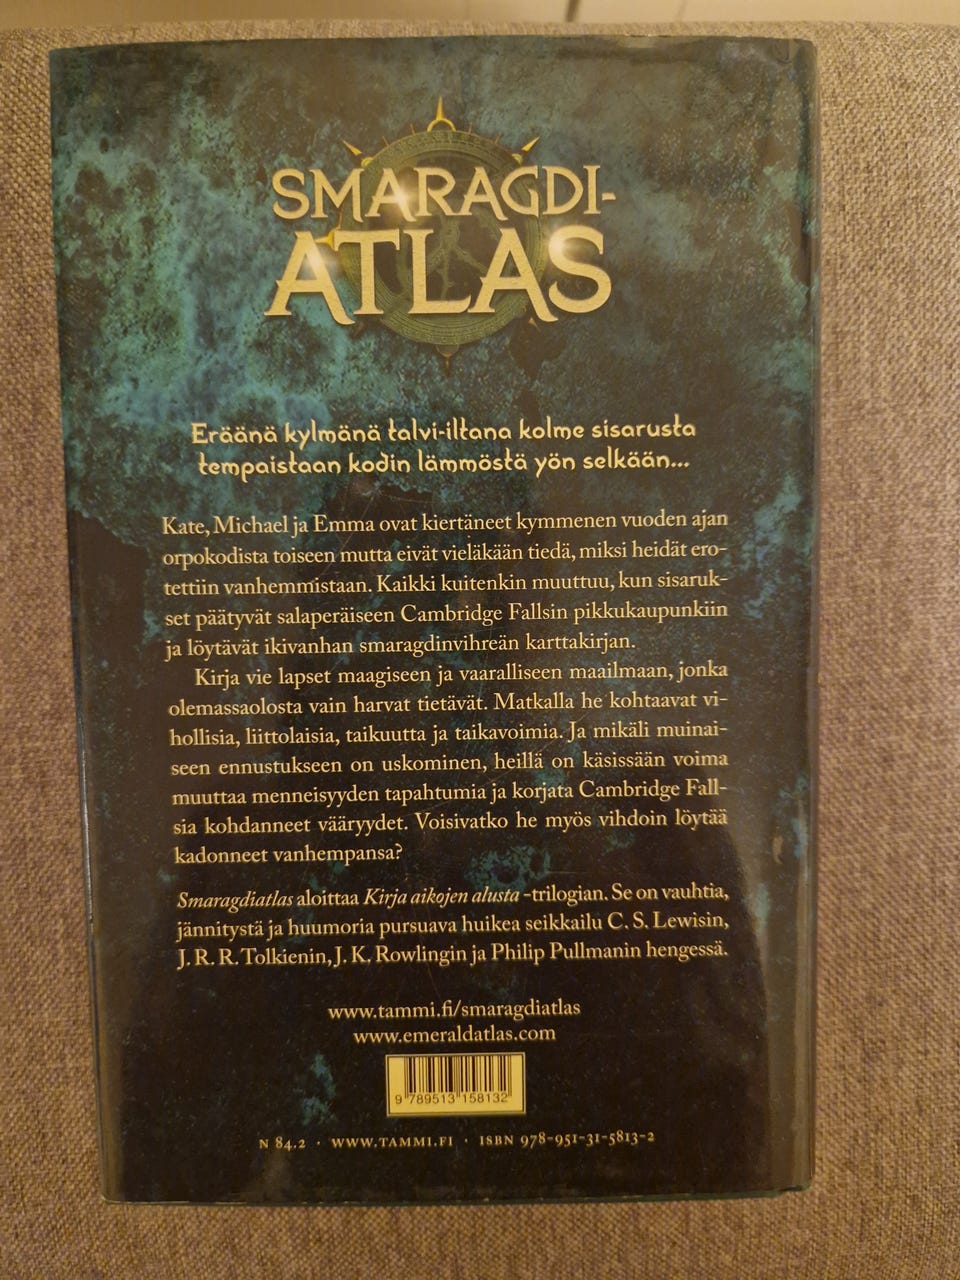 SMARAGDI-
ATLAS
Eräänä kylmänä talvi-iltana kolme sisarusta
tempaistaan kodin lämmöstä yön selkään...
Kate, Michael ja Emma ovat kiertäneet kymmenen vuoden ajan
orpokodista toiseen mutta eivät vieläkään tiedä, miksi heidät ero-
tettiin vanhemmistaan. Kaikki kuitenkin muuttuu, kun sisaruk-
set päätyvät salaperäiseen Cambridge Fallsin pikkukaupunkiin
ja löytävät ikivanhan smaragdinvihreän karttakirjan.
Kirja vie lapset maagiseen ja vaaralliseen maailmaan, jonka
olemassaolosta vain harvat tietävät. Matkalla he kohtaavat vi-
hollisia, liittolaisia, taikuutta ja taikavoimia. Ja mikäli muinai-
seen ennustukseen on uskominen, heillä on käsissään voima
muuttaa menneisyyden tapahtumia ja korjata Cambridge Fall-
sia kohdanneet vääryydet. Voisivatko he myös vihdoin löytää
kadonneet vanhempansa?
Smaragdiatlas aloittaa Kirja aikojen alusta -trilogian. Se on vauhtia,
jännitystä ja huumoria pursuava huikea seikkailu C. S. Lewisin,
J. R. R. Tolkienin, J. K. Rowlingin ja Philip Pullmanin hengessä.
www.tammi.fi/smaragdiatlas
www.emeraldatlas.com
9 789513 158132
N 84.2 · WWW.TAMMI.FI · ISBN 978-951-31-5813-2